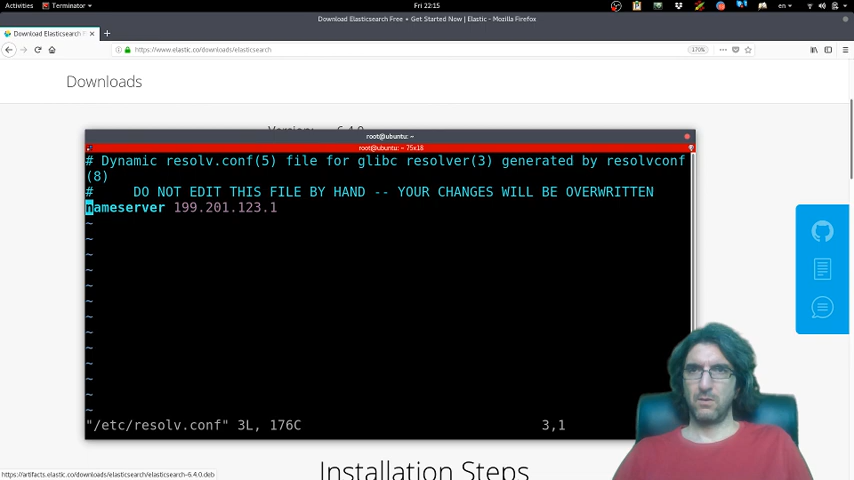 Activities Terminator Fri 22:15 en
Download Elasticsearch Free • Get Started Now | Elastic - Mozilla Firefox
Download Elasticsearch F
https://www.elastic.co/downloads/elasticsearch 170%
Downloads
root@ubuntu: ~
root@ubuntu: ~ 75x18
# Dynamic resolv.conf(5) file for glibc resolver(3) generated by resolvconf
(8)
#     DO NOT EDIT THIS FILE BY HAND -- YOUR CHANGES WILL BE OVERWRITTEN
nameserver 199.201.123.1
~
~
~
~
~
~
~
~
~
~
~
~
~
"/etc/resolv.conf" 3L, 176C 3,1
Installation Steps
https://artifacts.elastic.co/downloads/elasticsearch/elasticsearch-6.4.0.deb